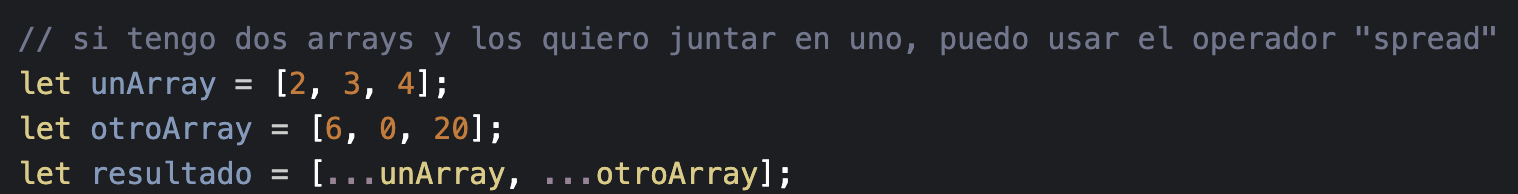 // si tengo dos arrays y los quiero juntar en uno, puedo usar el operador "spread"
let unArray = [2, 3, 4];
let otroArray = [6, 0, 20];
let resultado = [...unArray, ...otroArray];